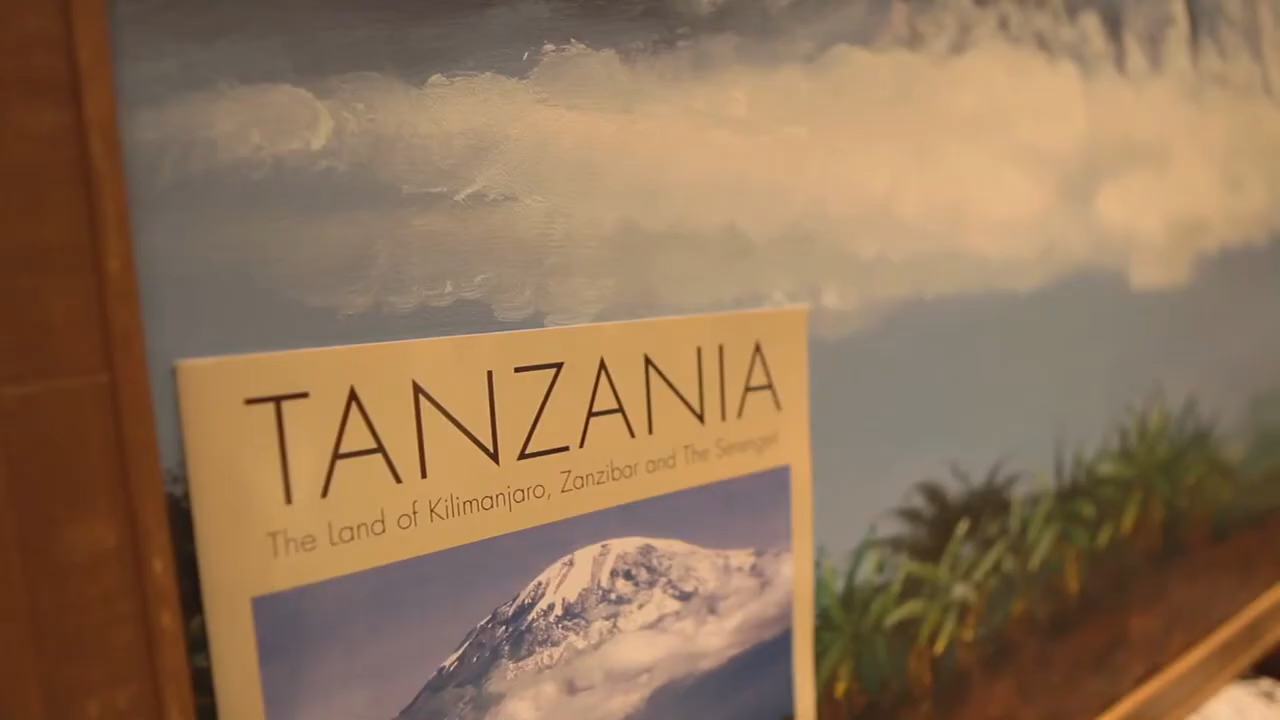 TANZANIA
The Land of Kilimanjaro, Zanzibar and The Serengeti